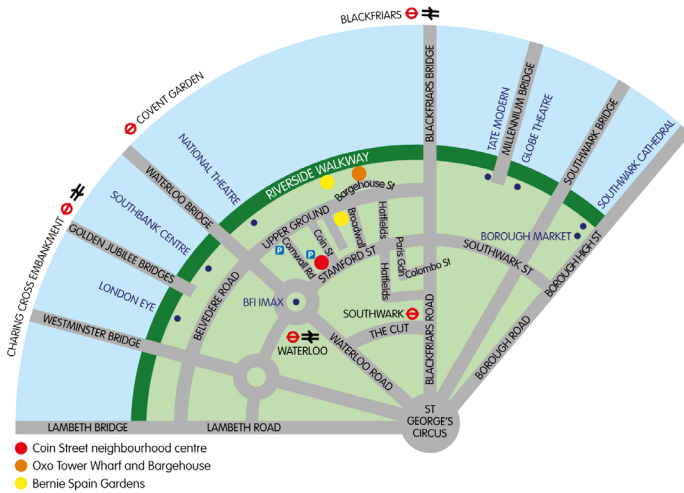 BLACKFRIARS
COVENT GARDEN
CHARING CROSS EMBANKMENT
NATIONAL THEATRE
SOUTHBANK CENTRE
LONDON EYE
WATERLOO BRIDGE
GOLDEN JUBILEE BRIDGES
WESTMINSTER BRIDGE
LAMBETH BRIDGE
LAMBETH ROAD
BELVEDERE ROAD
RIVERSIDE WALKWAY
UPPER GROUND
Bargehouse St
P
Cornwall Rd
P
Coin St
Broadwall
Hatfields
STAMFORD ST
Hatfields
Paris Gdn
Colombo St
BLACKFRIARS BRIDGE
BLACKFRIARS ROAD
TATE MODERN
MILLENNIUM BRIDGE
GLOBE THEATRE
SOUTHWARK BRIDGE
SOUTHWARK CATHEDRAL
BOROUGH MARKET
BOROUGH HIGH ST
SOUTHWARK ST
BOROUGH ROAD
BFI IMAX
WATERLOO
WATERLOO ROAD
SOUTHWARK
THE CUT
ST
GEORGE'S
CIRCUS
Coin Street neighbourhood centre
Oxo Tower Wharf and Bargehouse
Bernie Spain Gardens